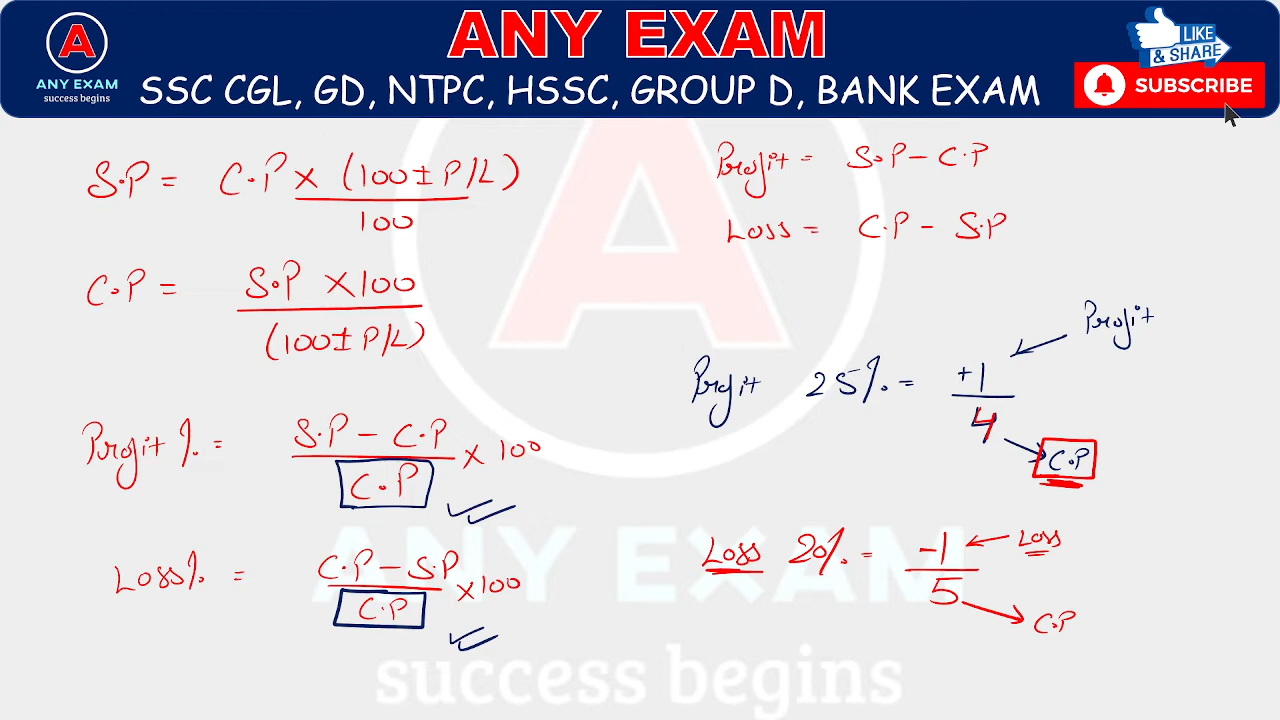 ANY EXAM
SSC CGL, GD, NTPC, HSSC, GROUP D, BANK EXAM
A
ANY EXAM
success begins
LIKE
& SHARE
SUBSCRIBE
S.P = C.P × (100 ± P/L)
100
C.P = S.P × 100
(100 ± P/L)
Profit % = S.P - C.P × 100
C.P
Loss % = C.P - S.P × 100
C.P
Profit = S.P - C.P
Loss = C.P - S.P
Profit
Profit 25% = +1
4
C.P
Loss 20% = -1 Loss
5
C.P
A
ANY EXAM
success begins